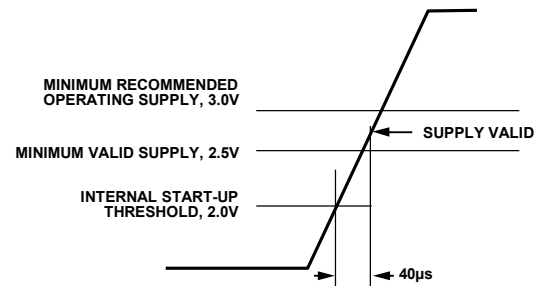 MINIMUM RECOMMENDED
OPERATING SUPPLY, 3.0V
SUPPLY VALID
MINIMUM VALID SUPPLY, 2.5V
INTERNAL START-UP
THRESHOLD, 2.0V
40µs